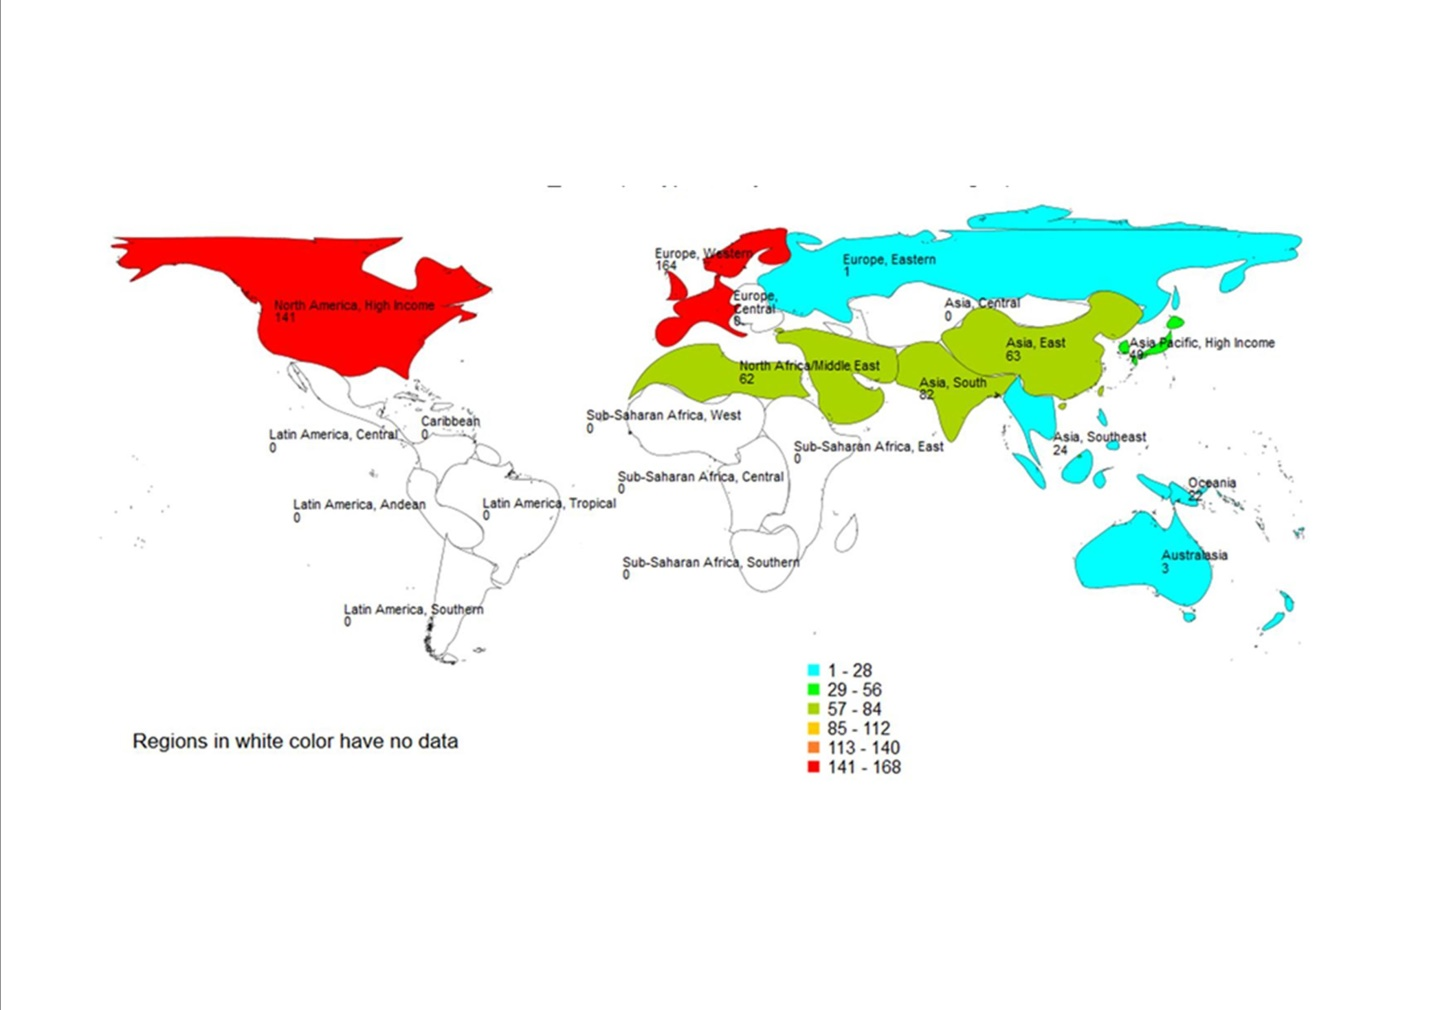 Europe, Western
164
Europe, Eastern
1
Europe,
Central
North America, High Income
141
Asia, Central
0
Asia, East
63
Asia Pacific, High Income
49
North Africa/Middle East
62
Asia, South
82
Sub-Saharan Africa, West
0
Caribbean
0
Latin America, Central
0
Sub-Saharan Africa, East
0
Asia, Southeast
24
Sub-Saharan Africa, Central
0
Oceania
22
Latin America, Andean
0
Latin America, Tropical
0
Australasia
3
Sub-Saharan Africa, Southern
0
Latin America, Southern
0
1 - 28
29 - 56
57 - 84
85 - 112
113 - 140
141 - 168
Regions in white color have no data